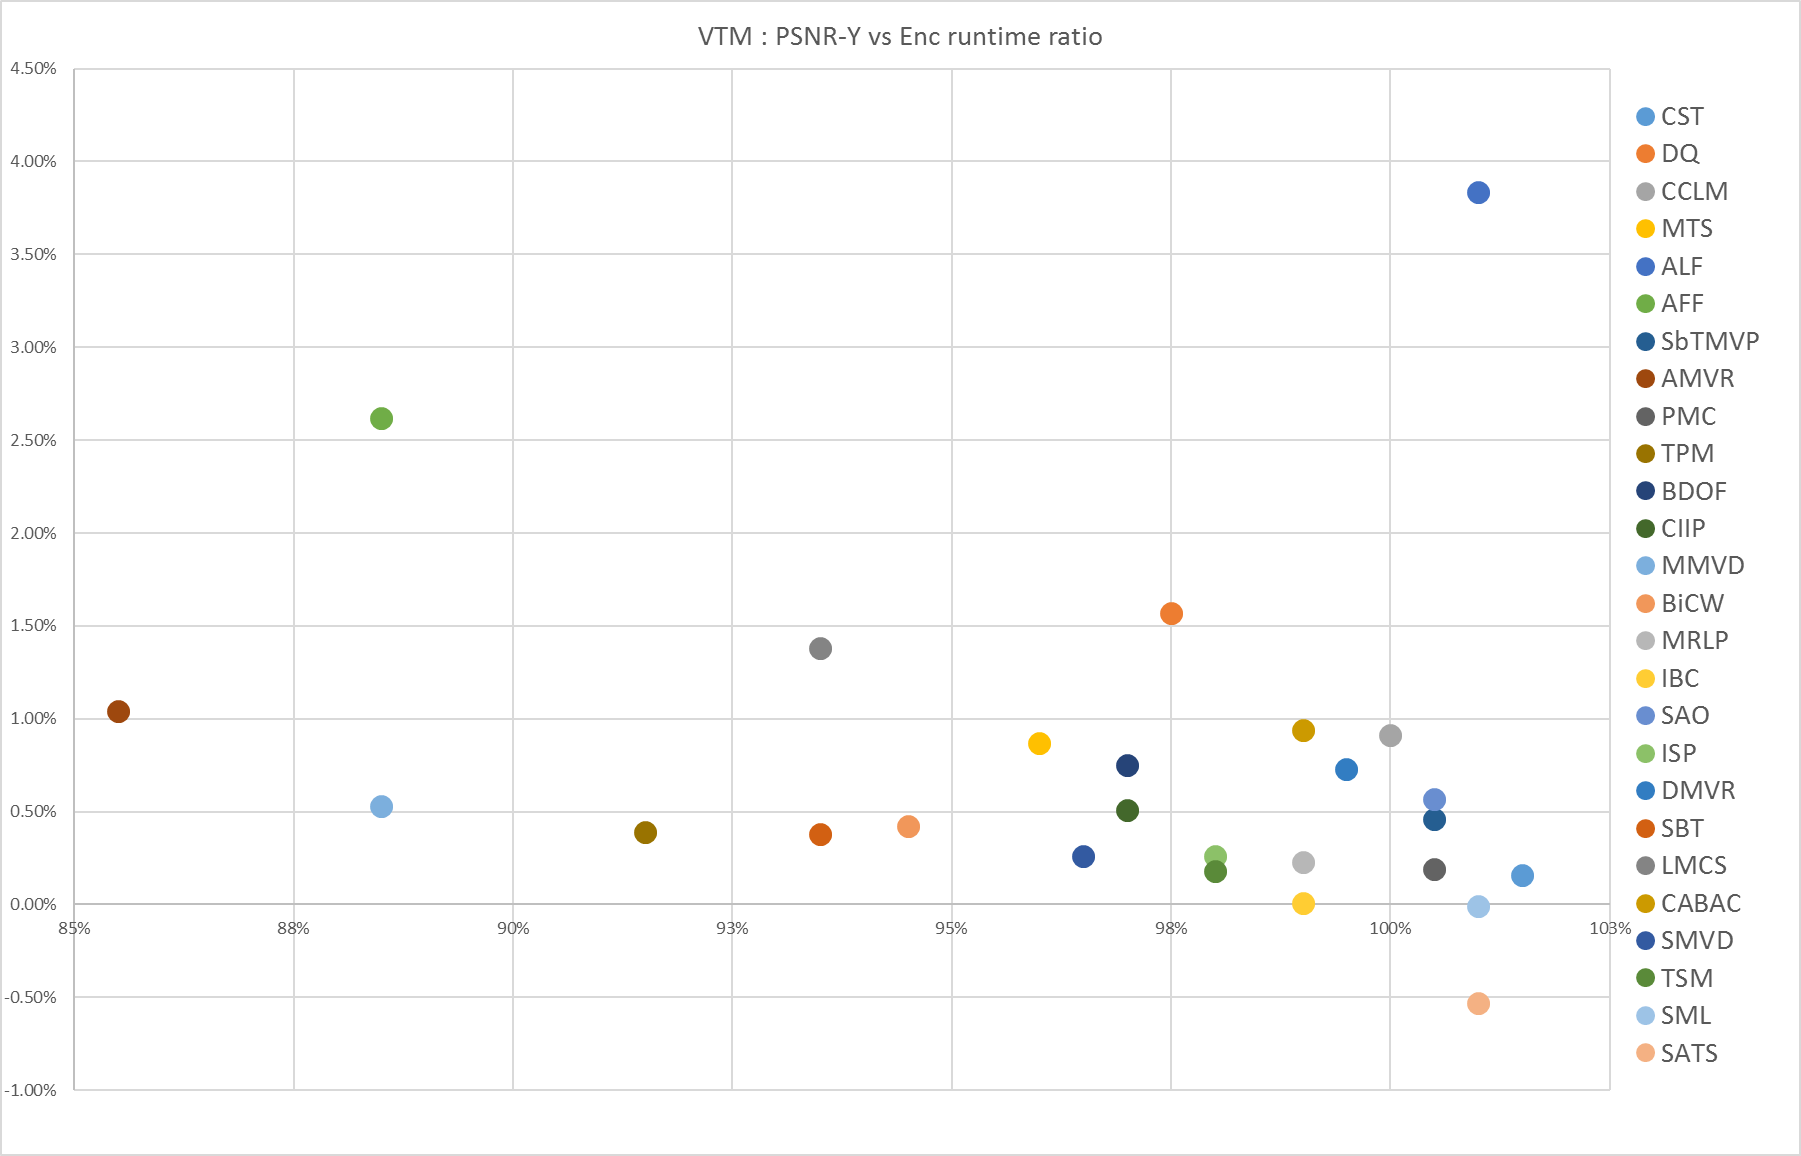 VTM : PSNR-Y vs Enc runtime ratio
4.50%
4.00%
3.50%
3.00%
2.50%
2.00%
1.50%
1.00%
0.50%
0.00%
-0.50%
-1.00%
85%
88%
90%
93%
95%
98%
100%
103%
CST
DQ
CCLM
MTS
ALF
AFF
SbTMVP
AMVR
PMC
TPM
BDOF
CIIP
MMVD
BiCW
MRLP
IBC
SAO
ISP
DMVR
SBT
LMCS
CABAC
SMVD
TSM
SML
SATS